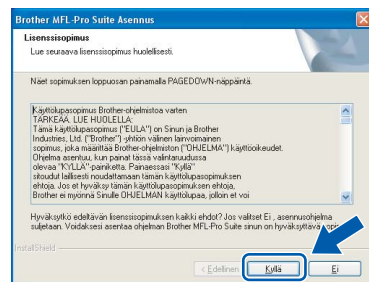 Brother MFL-Pro Suite Asennus
Lisenssisopimus
Lue seuraava lisenssisopimus huolellisesti.
Näet sopimuksen loppuosan painamalla PAGEDOWN-näppäintä.
Käyttölupasopimus Brother-ohjelmistoa varten
TÄRKEÄÄ. LUE HUOLELLA:
Tämä käyttölupasopimus ("EULA") on Sinun ja Brother
Industries, Ltd. ("Brother") -yhtiön välinen lainvoimainen
sopimus, joka määrittää Brother-ohjelmiston ("OHJELMA") käyttöoikeudet.
Ohjelma asentuu, kun painat tässä valintaruudussa
olevaa "KYLLÄ"-painiketta. Painaessasi "Kyllä"
sitoudut laillisesti noudattamaan tämän käyttölupasopimuksen
ehtoja. Jos et hyväksy tämän käyttölupasopimuksen ehtoja,
Brother ei myönnä Sinulle OHJELMAN käyttölupaa, jolloin et voi
Hyväksytkö edeltävän lisenssisopimuksen kaikki ehdot? Jos valitset Ei , asennusohjelma
suljetaan. Voidaksesi asentaa ohjelman Brother MFL-Pro Suite sinun on hyväksyttävä
InstallShield
< Edellinen Kyllä Ei